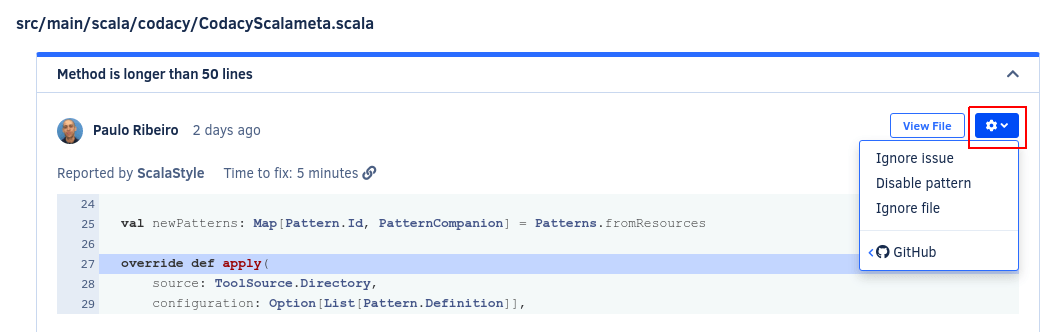 src/main/scala/codacy/CodacyScalameta.scala
Method is longer than 50 lines
Paulo Ribeiro 2 days ago
View File
Ignore issue
Disable pattern
Ignore file
< GitHub
Reported by ScalaStyle Time to fix: 5 minutes
24
25 val newPatterns: Map[Pattern.Id, PatternCompanion] = Patterns.fromResources
26
27 override def apply(
28 source: ToolSource.Directory,
29 configuration: Option[List[Pattern.Definition]],